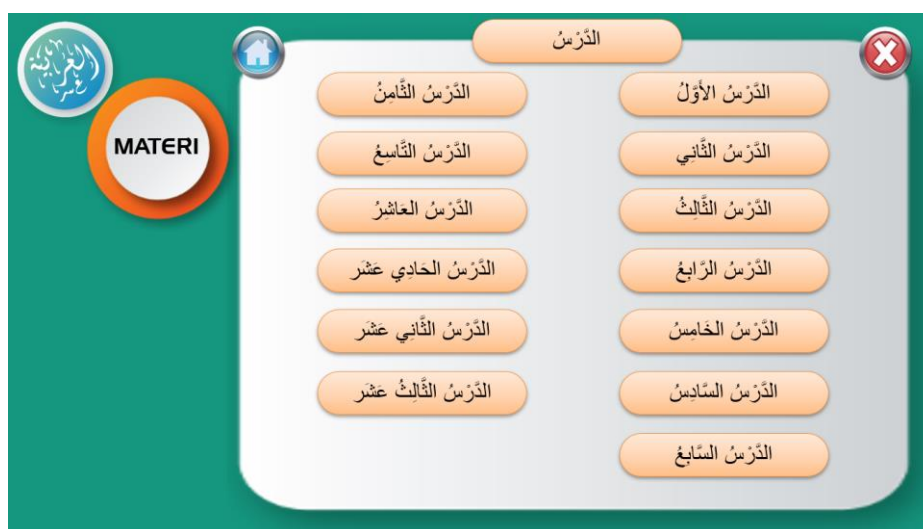 الدَّرْسُ
الدَّرْسُ الأَوَّلُ
الدَّرْسُ الثَّانِي
الدَّرْسُ الثَّالِثُ
الدَّرْسُ الرَّابِعُ
الدَّرْسُ الخَامِسُ
الدَّرْسُ السَّادِسُ
الدَّرْسُ السَّابِعُ
الدَّرْسُ الثَّامِنُ
الدَّرْسُ التَّاسِعُ
الدَّرْسُ العَاشِرُ
الدَّرْسُ الحَادِي عَشَر
الدَّرْسُ الثَّانِي عَشَر
الدَّرْسُ الثَّالِثُ عَشَر
MATERI